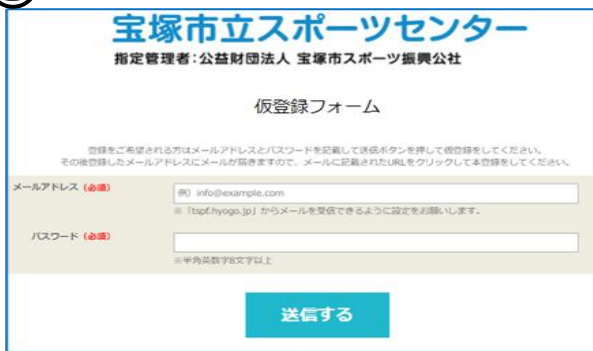 宝塚市立スポーツセンター
指定管理者:公益財団法人 宝塚市スポーツ振興公社
仮登録フォーム
登録をご希望される方はメールアドレスとパスワードを記載して送信ボタンを押して仮登録をしてください。
その後登録したメールアドレスにメールが届きますので、メールに記載されたURLをクリックして本登録をしてください。
メールアドレス (必須)
例) info@example.com
※「tspf.hyogo.jp」からメールを受信できるように設定をお願いします。
パスワード (必須)
※半角英数字8文字以上
送信する